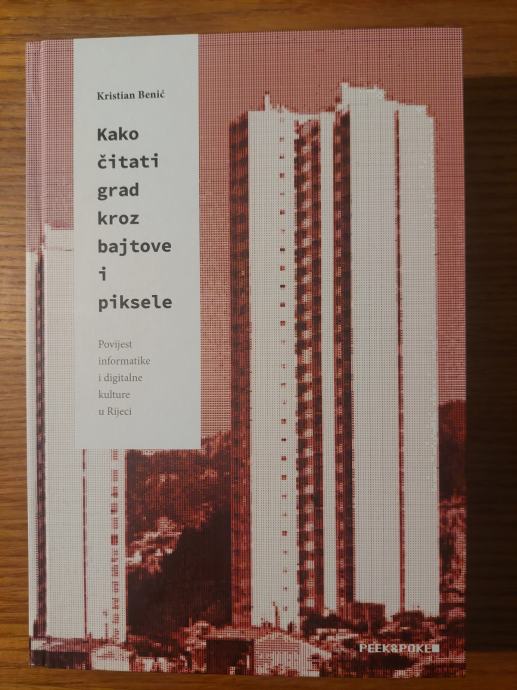 Kristian Benić
Kako
čitati
grad
kroz
bajtove
i
piksele
Povijest
informatike
i digitalne
kulture
u Rijeci
PEEK&POKE